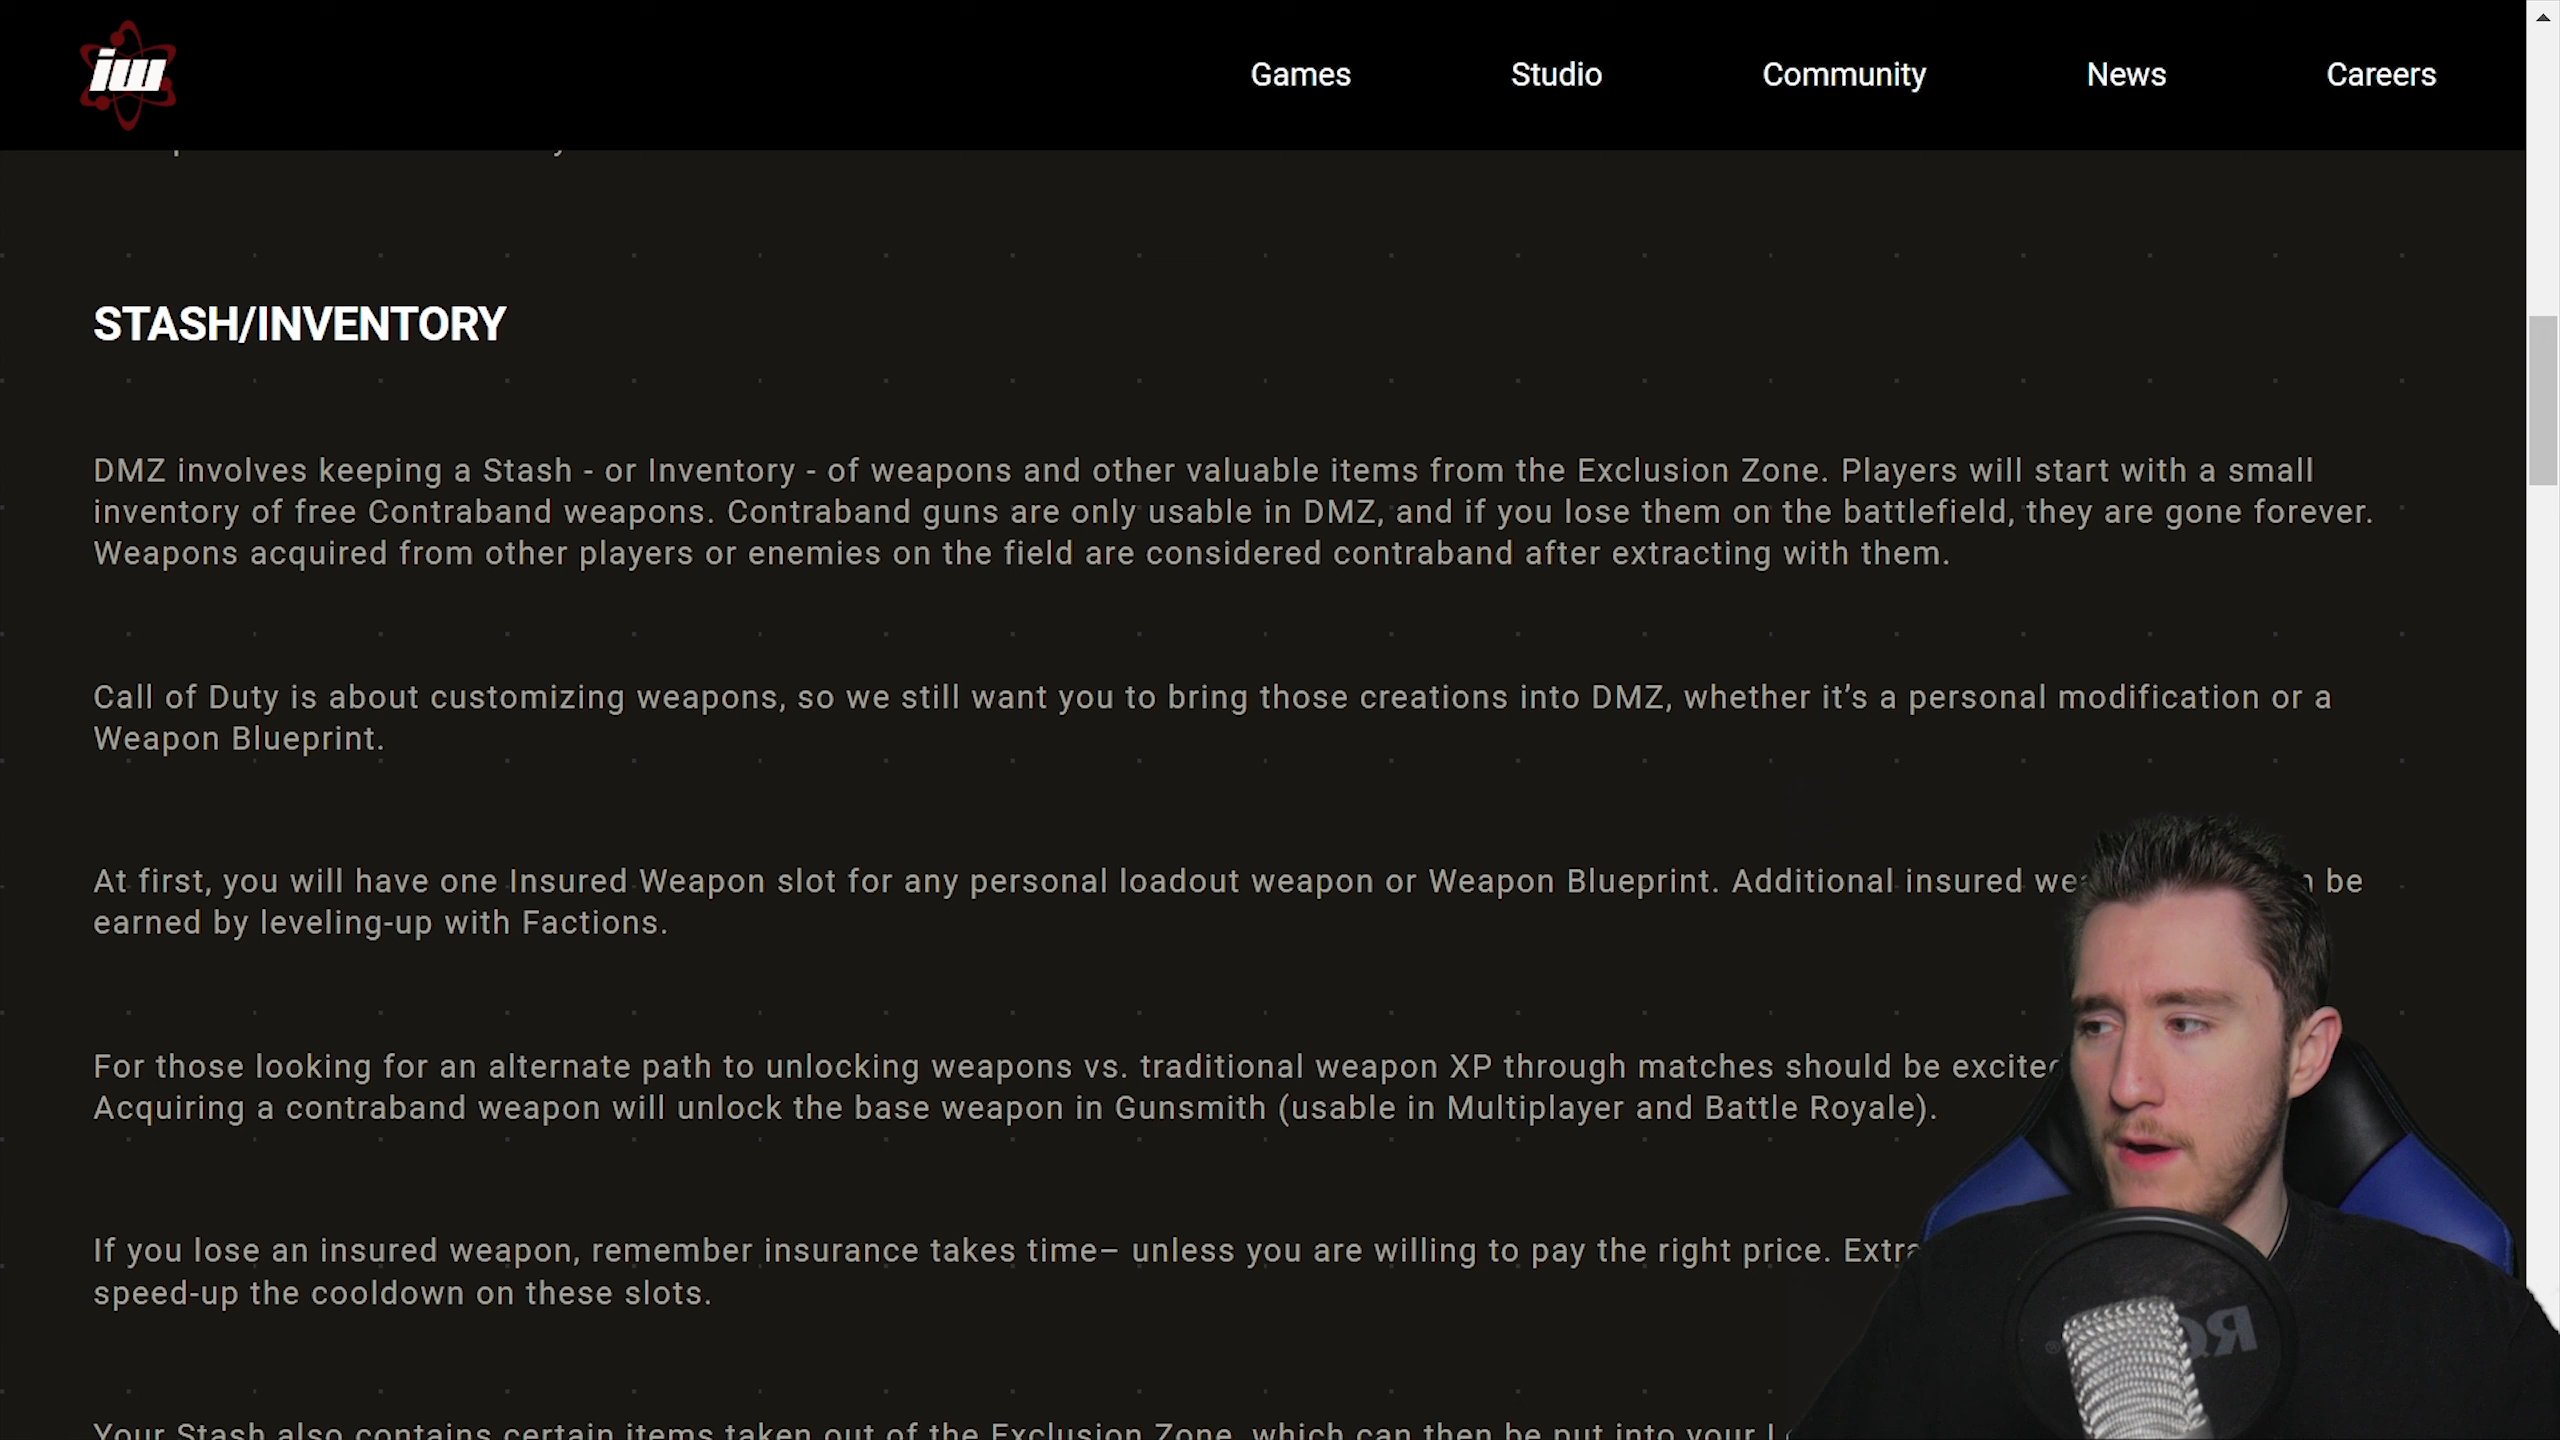 iw
Games
Studio
Community
News
Careers
STASH/INVENTORY
DMZ involves keeping a Stash - or Inventory - of weapons and other valuable items from the Exclusion Zone. Players will start with a small
inventory of free Contraband weapons. Contraband guns are only usable in DMZ, and if you lose them on the battlefield, they are gone forever.
Weapons acquired from other players or enemies on the field are considered contraband after extracting with them.
Call of Duty is about customizing weapons, so we still want you to bring those creations into DMZ, whether it’s a personal modification or a
Weapon Blueprint.
At first, you will have one Insured Weapon slot for any personal loadout weapon or Weapon Blueprint. Additional insured be
earned by leveling-up with Factions.
For those looking for an alternate path to unlocking weapons vs. traditional weapon XP through matches should be excited
Acquiring a contraband weapon will unlock the base weapon in Gunsmith (usable in Multiplayer and Battle Royale).
If you lose an insured weapon, remember insurance takes time– unless you are willing to pay the right price.
speed-up the cooldown on these slots.
Your Stash also contains certain items taken out of the Exclusion Zone, which can then be put into your